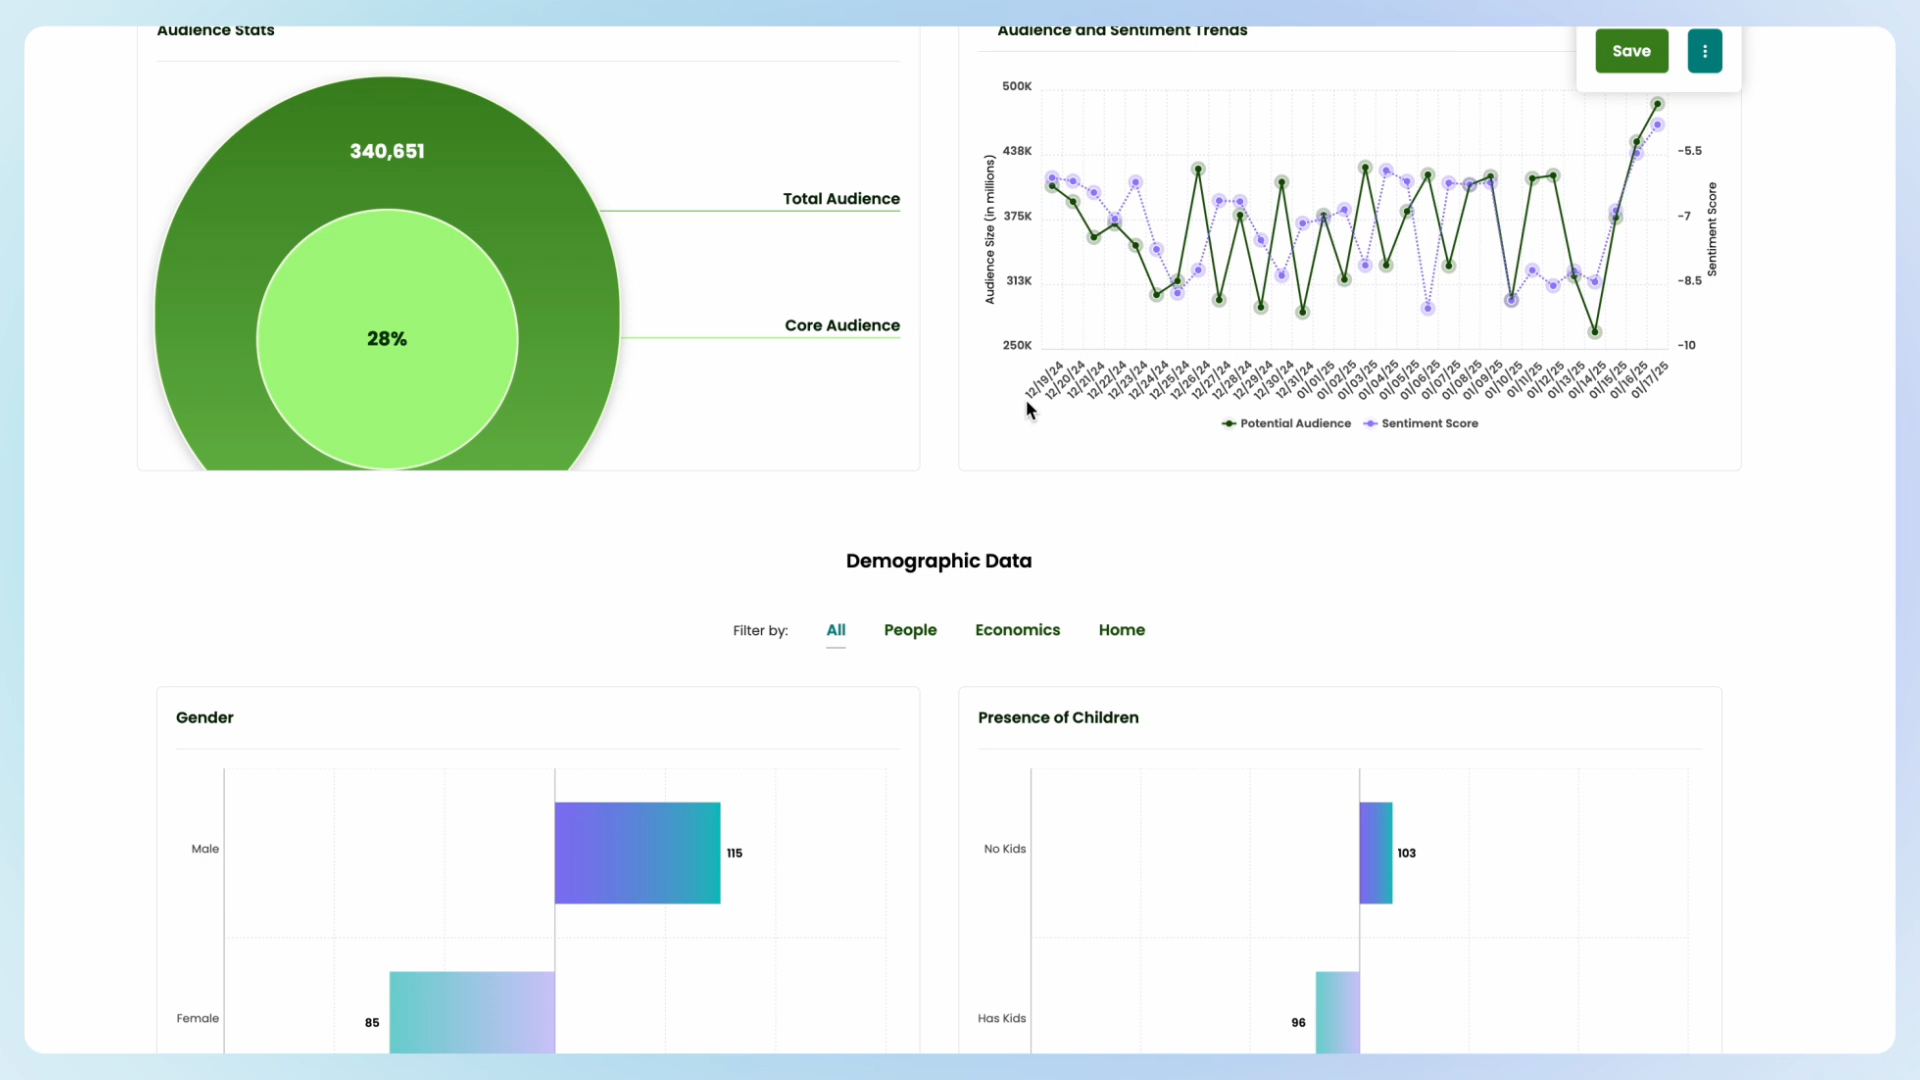 Audience Stats
340,651
Total Audience
28%
Core Audience
Audience and Sentiment Trends
Save
500K
438K
375K
313K
250K
Audience Size (in millions)
-5.5
-7
-8.5
-10
Sentiment Score
12/19/24
12/20/24
12/21/24
12/22/24
12/23/24
12/24/24
12/25/24
12/26/24
12/27/24
12/28/24
12/29/24
12/30/24
12/31/24
01/01/25
01/02/25
01/03/25
01/04/25
01/05/25
01/06/25
01/07/25
01/08/25
01/09/25
01/10/25
01/11/25
01/12/25
01/13/25
01/14/25
01/15/25
01/16/25
01/17/25
Potential Audience
Sentiment Score
Demographic Data
Filter by: All People Economics Home
Gender
Male
115
Female
85
Presence of Children
No Kids
103
Has Kids
96